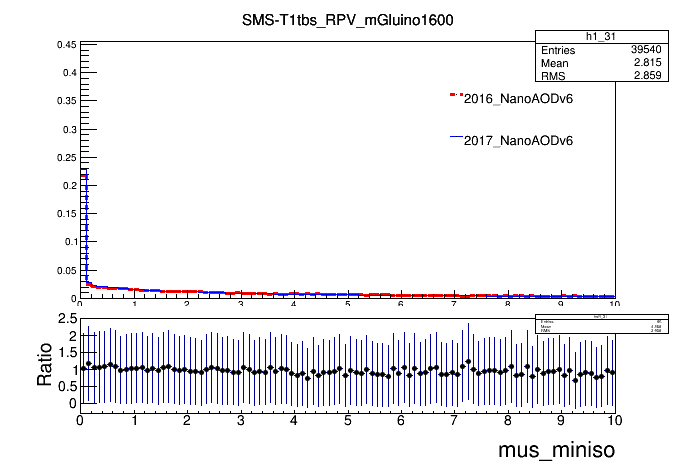 SMS-T1tbs_RPV_mGluino1600
h1_31
Entries 39540
Mean 2.815
RMS 2.859
0.45
0.4
0.35
0.3
0.25
0.2
0.15
0.1
0.05
0
2016_NanoAODv6
2017_NanoAODv6
0 1 2 3 4 5 6 7 8 9 10
2.5
2
1.5
1
0.5
0
Ratio
Entries
Mean
RMS
0 1 2 3 4 5 6 7 8 9 10
mus_miniso